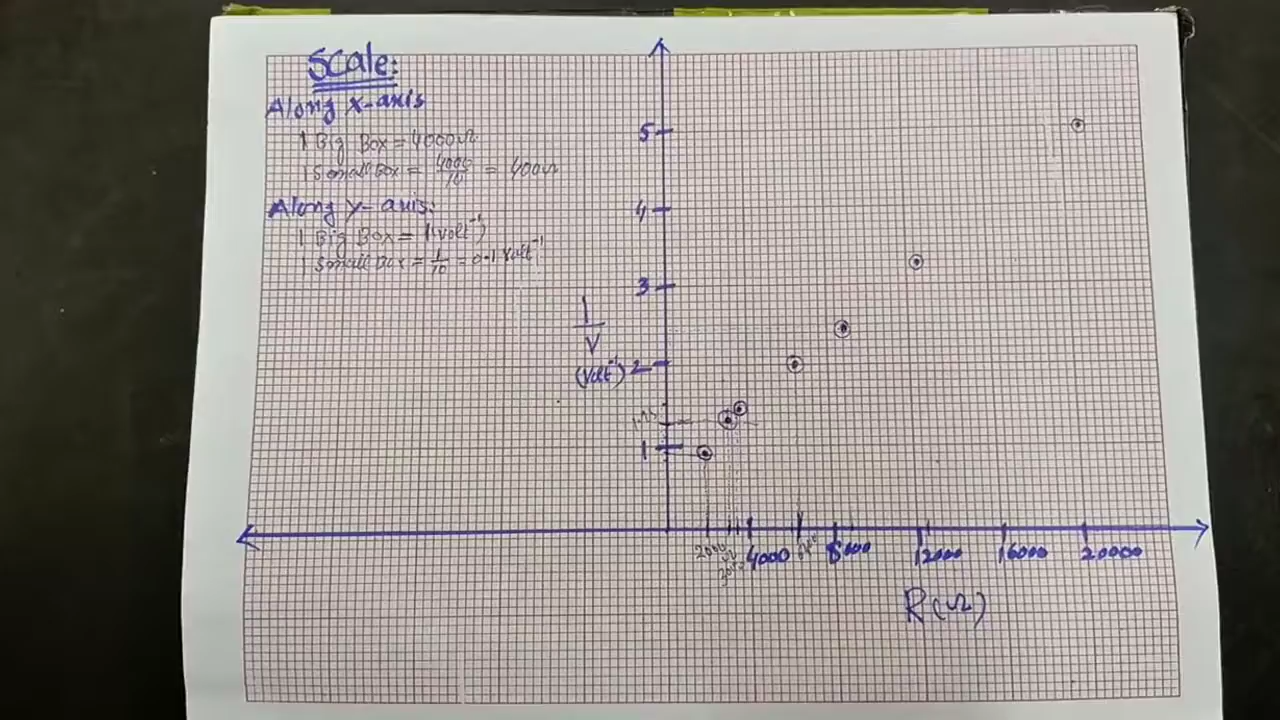 Scale:
Along x-axis
1 Big Box = 4000Ω
1 Small Box = 4000/10 = 400Ω
Along y-axis:
1 Big Box = 1 (volt⁻¹)
1 Small Box = 1/10 = 0.1 Volt⁻¹
5
4
3
1/V
(Volt⁻¹)
2
1
2000
4000
8000
12000
16000
20000
R(Ω)